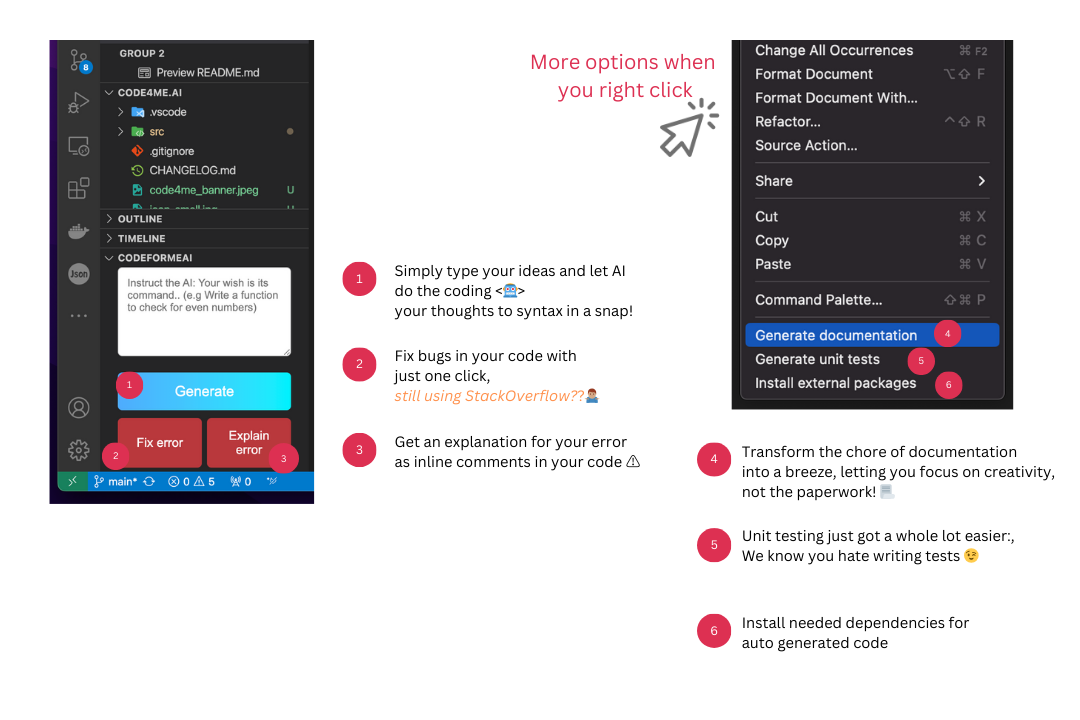 GROUP 2
Preview README.md
CODE4ME.AI
.vscode
src
.gitignore
CHANGELOG.md
code4me_banner.jpeg U
OUTLINE
TIMELINE
CODEFORMEAI
Instruct the AI: Your wish is its
command.. (e.g Write a function
to check for even numbers)
1
Generate
Fix error
Explain
error
2
3
main*
0
5
0
8
Json
1
Simply type your ideas and let AI
do the coding <🤖>
your thoughts to syntax in a snap!
2
Fix bugs in your code with
just one click,
still using StackOverflow??🤷🏽‍♂️
3
Get an explanation for your error
as inline comments in your code ⚠
More options when
you right click
Change All Occurrences ⌘ F2
Format Document ⌥⇧ F
Format Document With...
Refactor... ^⇧ R
Source Action...
Share
Cut ⌘ X
Copy ⌘ C
Paste ⌘ V
Command Palette... ⇧⌘ P
Generate documentation 4
Generate unit tests 5
Install external packages 6
4
Transform the chore of documentation
into a breeze, letting you focus on creativity,
not the paperwork! 📃
5
Unit testing just got a whole lot easier:,
We know you hate writing tests 😉
6
Install needed dependencies for
auto generated code